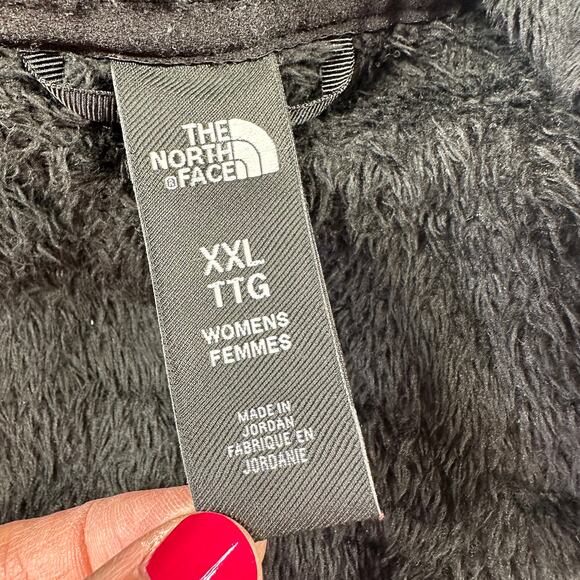 THE
NORTH
®FACE
XXL
TTG
WOMENS
FEMMES
MADE IN
JORDAN
FABRIQUE EN
JORDANIE